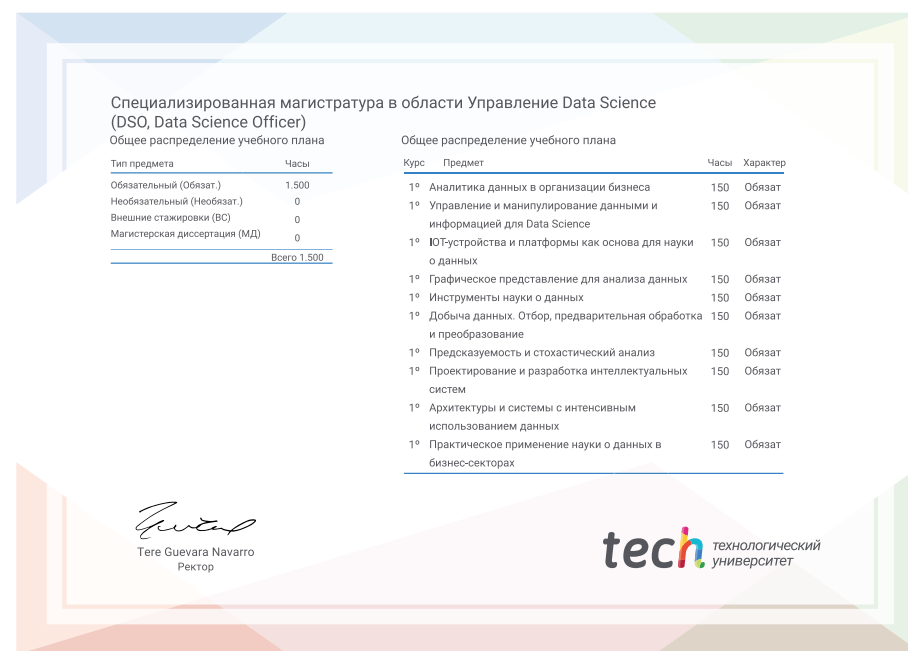 Специализированная магистратура в области Управление Data Science
(DSO, Data Science Officer)
Общее распределение учебного плана
Тип предмета Часы
Обязательный (Обязат.) 1.500
Необязательный (Необязат.) 0
Внешние стажировки (ВС) 0
Магистерская диссертация (МД) 0
Всего 1.500
Общее распределение учебного плана
Курс Предмет Часы Характер
1º Аналитика данных в организации бизнеса 150 Обязат
1º Управление и манипулирование данными и 150 Обязат
информацией для Data Science
1º IOT-устройства и платформы как основа для науки 150 Обязат
о данных
1º Графическое представление для анализа данных 150 Обязат
1º Инструменты науки о данных 150 Обязат
1º Добыча данных. Отбор, предварительная обработка 150 Обязат
и преобразование
1º Предсказуемость и стохастический анализ 150 Обязат
1º Проектирование и разработка интеллектуальных 150 Обязат
систем
1º Архитектуры и системы с интенсивным 150 Обязат
использованием данных
1º Практическое применение науки о данных в 150 Обязат
бизнес-секторах
Tere Guevara Navarro
Ректор
tech технологический
университет